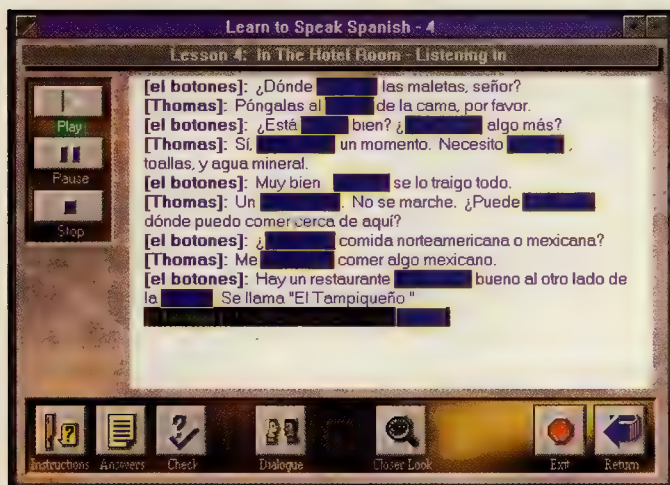 Learn to Speak Spanish - 4
Lesson 4: In The Hotel Room - Listening In
[el botones]: ¿Dónde las maletas, señor?
Play
[Thomas]: Póngalas al de la cama, por favor.
[el botones]: ¿Está bien? ¿ algo más?
[Thomas]: Sí, un momento. Necesito ,
Pause
toallas, y agua mineral.
[el botones]: Muy bien se lo traigo todo.
Stop
[Thomas]: Un . No se marche. ¿Puede
dónde puedo comer cerca de aquí?
[el botones]: ¿ comida norteamericana o mexicana?
[Thomas]: Me comer algo mexicano.
[el botones]: Hay un restaurante bueno al otro lado de
la Se llama "El Tampiqueño "
Instructions Answers Check Dialogue Closer Look Exit Return